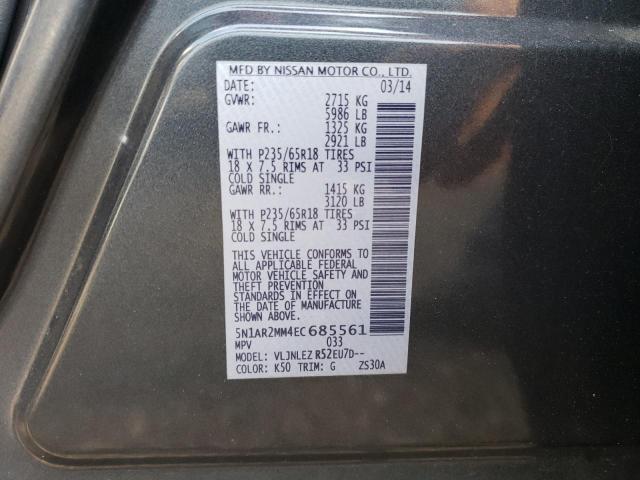 MFD BY NISSAN MOTOR CO., LTD.
DATE: 03/14
GVWR: 2715 KG
5986 LB
GAWR FR.: 1325 KG
2921 LB
WITH P235/65R18 TIRES
18 X 7.5 RIMS AT 33 PSI
COLD SINGLE
GAWR RR.: 1415 KG
3120 LB
WITH P235/65R18 TIRES
18 X 7.5 RIMS AT 33 PSI
COLD SINGLE
THIS VEHICLE CONFORMS TO
ALL APPLICABLE FEDERAL
MOTOR VEHICLE SAFETY AND
THEFT PREVENTION
STANDARDS IN EFFECT ON
THE DATE OF MANUFACTURE
SHOWN ABOVE.
5N1AR2MM4EC685561
MPV 033
MODEL: VLJNLEZ R52EU7D--
COLOR: K50 TRIM: G ZS30A